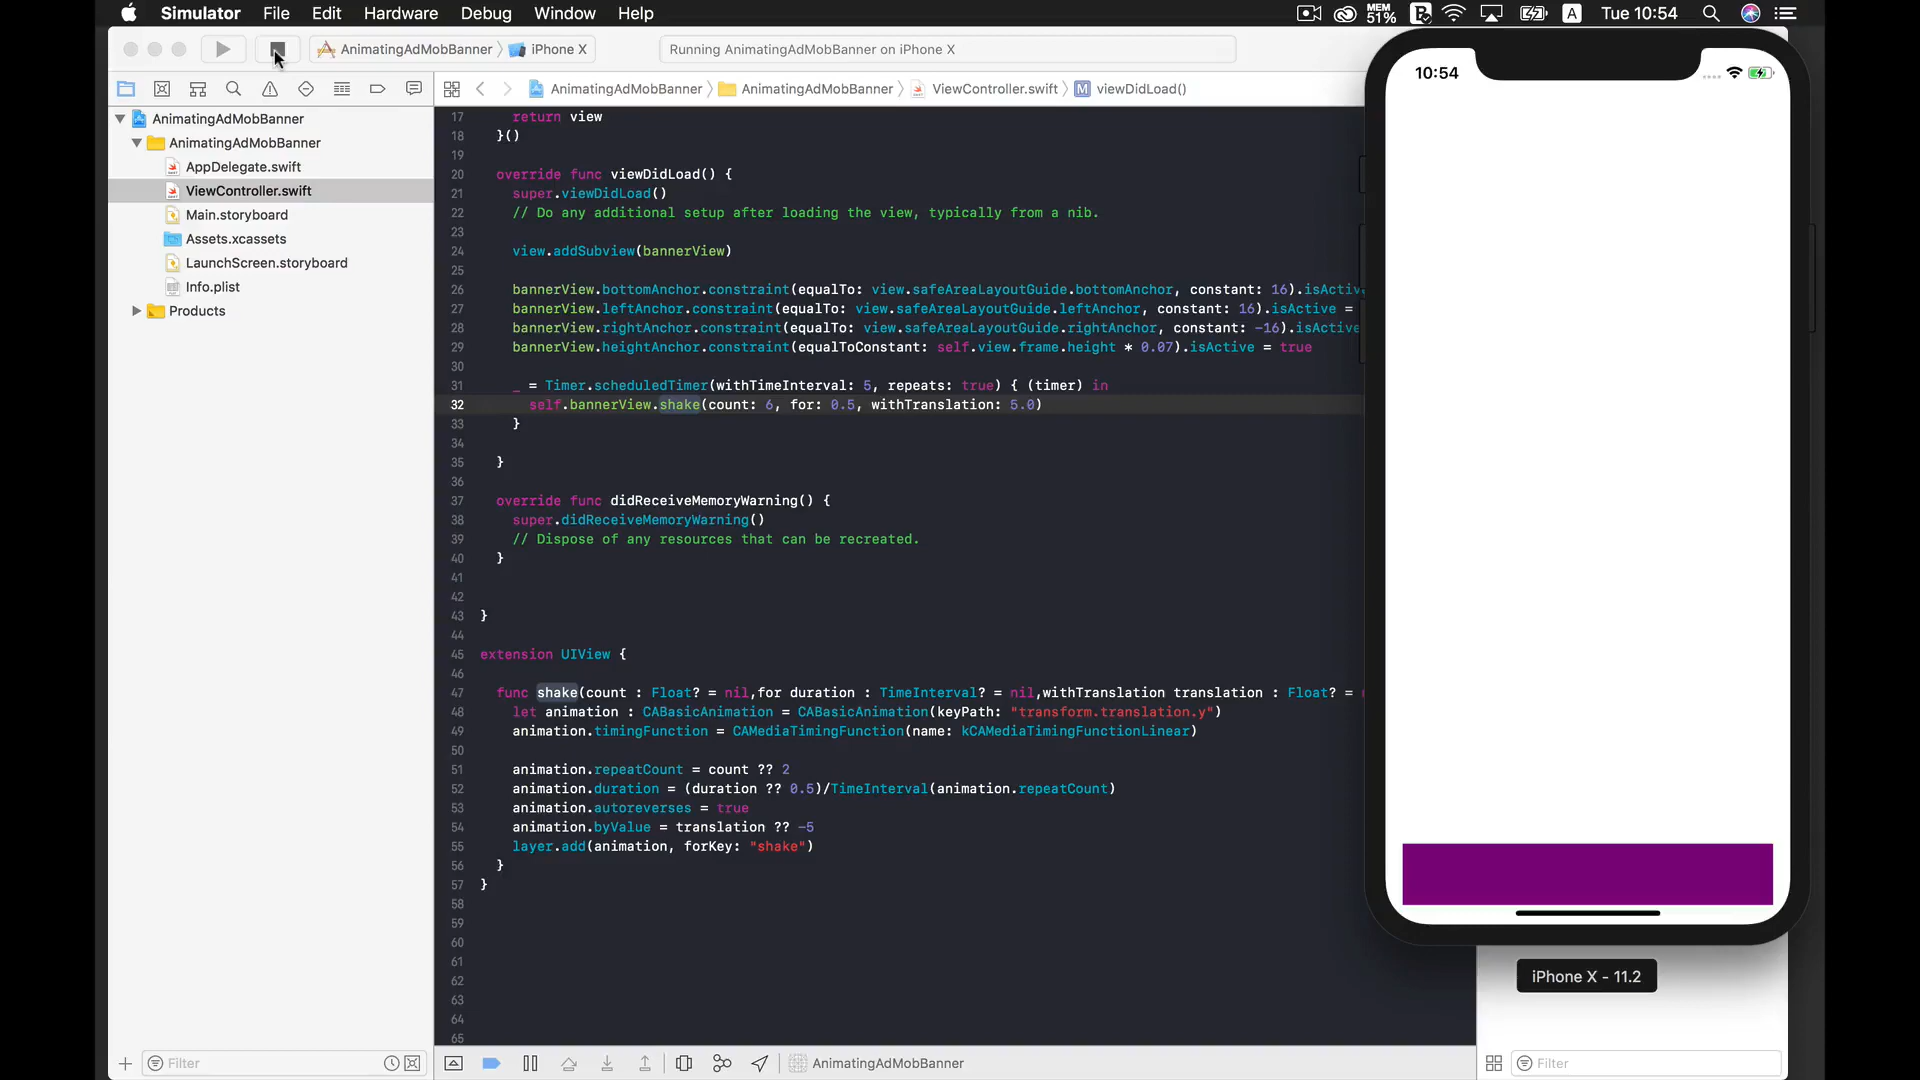 Simulator File Edit Hardware Debug Window Help MEM 51% A Tue 10:54
AnimatingAdMobBanner iPhone X Running AnimatingAdMobBanner on iPhone X
AnimatingAdMobBanner AnimatingAdMobBanner ViewController.swift M viewDidLoad()
AnimatingAdMobBanner
AnimatingAdMobBanner
AppDelegate.swift
ViewController.swift
Main.storyboard
Assets.xcassets
LaunchScreen.storyboard
Info.plist
Products
17 return view
18 }()
19
20 override func viewDidLoad() {
21 super.viewDidLoad()
22 // Do any additional setup after loading the view, typically from a nib.
23
24 view.addSubview(bannerView)
25
26 bannerView.bottomAnchor.constraint(equalTo: view.safeAreaLayoutGuide.bottomAnchor, constant: 16).isActive
27 bannerView.leftAnchor.constraint(equalTo: view.safeAreaLayoutGuide.leftAnchor, constant: 16).isActive =
28 bannerView.rightAnchor.constraint(equalTo: view.safeAreaLayoutGuide.rightAnchor, constant: -16).isActive
29 bannerView.heightAnchor.constraint(equalToConstant: self.view.frame.height * 0.07).isActive = true
30
31 _ = Timer.scheduledTimer(withTimeInterval: 5, repeats: true) { (timer) in
32 self.bannerView.shake(count: 6, for: 0.5, withTranslation: 5.0)
33 }
34
35 }
36
37 override func didReceiveMemoryWarning() {
38 super.didReceiveMemoryWarning()
39 // Dispose of any resources that can be recreated.
40 }
41
42
43 }
44
45 extension UIView {
46
47 func shake(count : Float? = nil,for duration : TimeInterval? = nil,withTranslation translation : Float? =
48 let animation : CABasicAnimation = CABasicAnimation(keyPath: "transform.translation.y")
49 animation.timingFunction = CAMediaTimingFunction(name: kCAMediaTimingFunctionLinear)
50
51 animation.repeatCount = count ?? 2
52 animation.duration = (duration ?? 0.5)/TimeInterval(animation.repeatCount)
53 animation.autoreverses = true
54 animation.byValue = translation ?? -5
55 layer.add(animation, forKey: "shake")
56 }
57 }
58
59
60
61
62
63
64
65
10:54
iPhone X - 11.2
Filter
AnimatingAdMobBanner
Filter